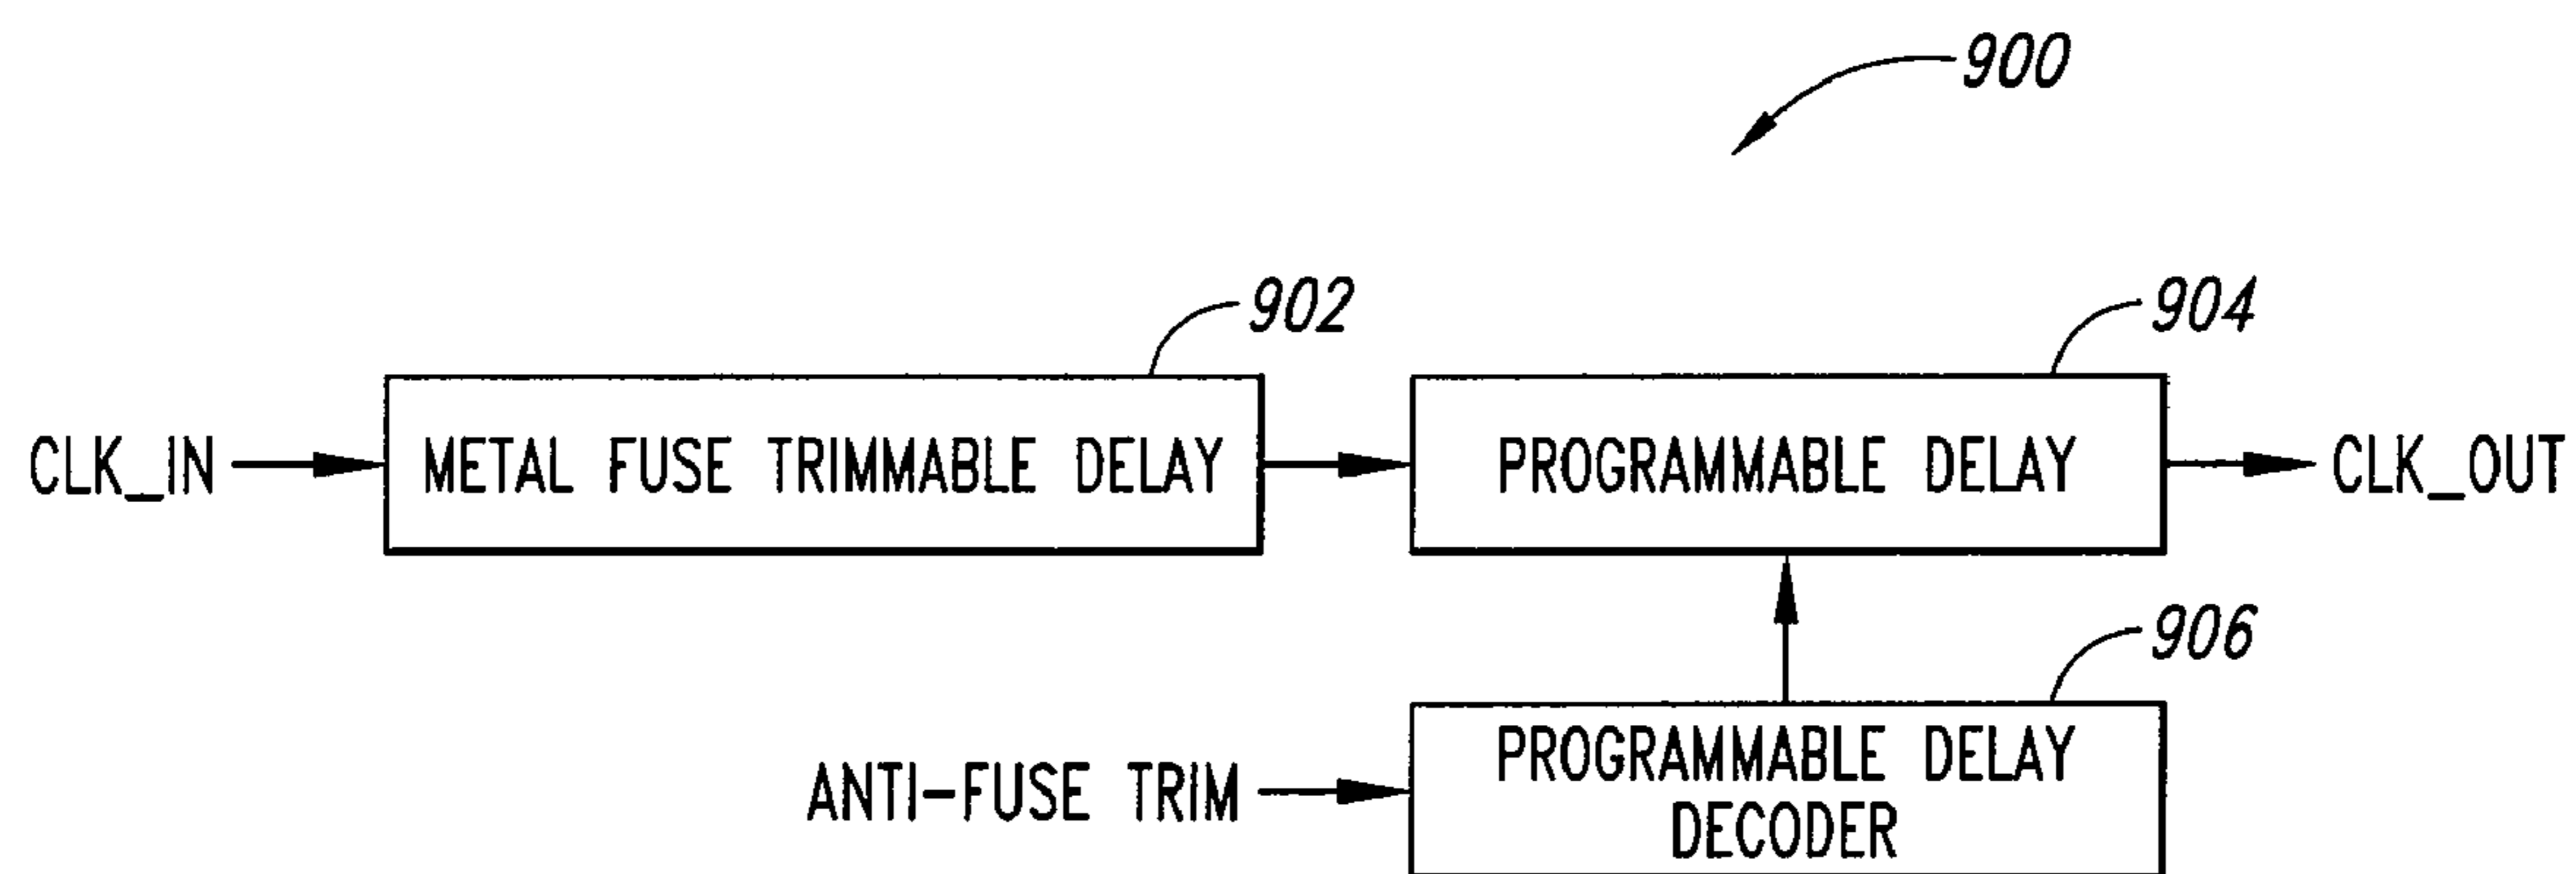 900
902
904
CLK_IN
METAL FUSE TRIMMABLE DELAY
PROGRAMMABLE DELAY
CLK_OUT
906
ANTI-FUSE TRIM
PROGRAMMABLE DELAY
DECODER